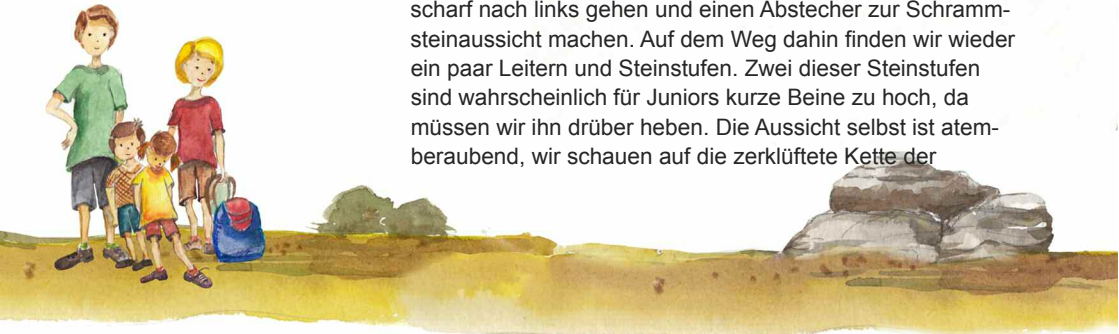 scharf nach links gehen und einen Abstecher zur Schramm-
steinaussicht machen. Auf dem Weg dahin finden wir wieder
ein paar Leitern und Steinstufen. Zwei dieser Steinstufen
sind wahrscheinlich für Juniors kurze Beine zu hoch, da
müssen wir ihn drüber heben. Die Aussicht selbst ist atem-
beraubend, wir schauen auf die zerklüftete Kette der